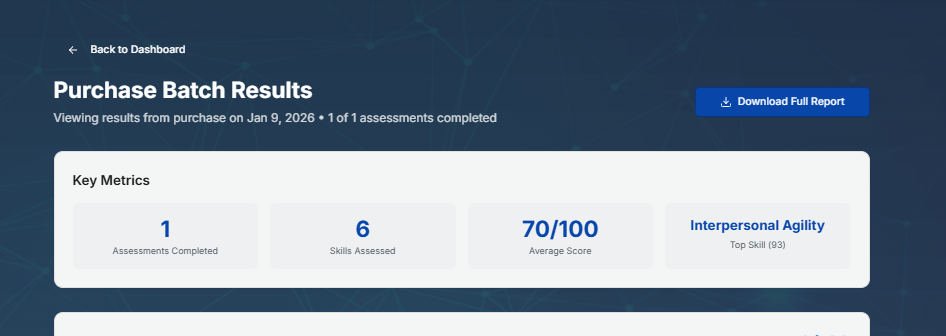 Back to Dashboard
Purchase Batch Results
Viewing results from purchase on Jan 9, 2026 • 1 of 1 assessments completed
Download Full Report
Key Metrics
1
Assessments Completed
6
Skills Assessed
70/100
Average Score
Interpersonal Agility
Top Skill (93)